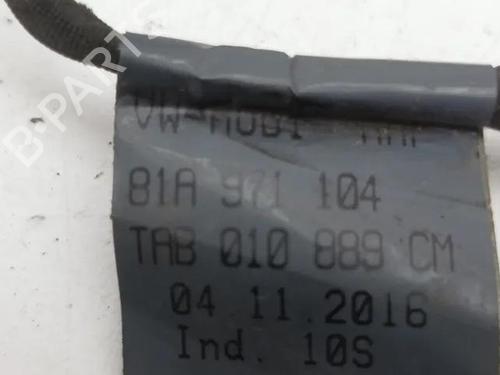 B-PARTS
81A 971 104
TAB 010 889 CM
04 11.2016
Ind. 10S